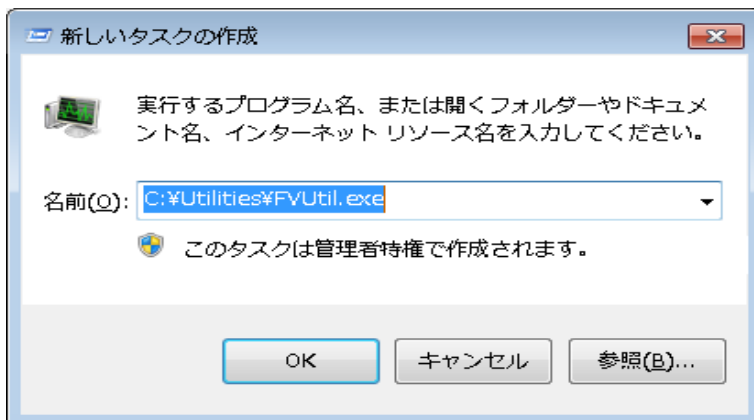 新しいタスクの作成
実行するプログラム名、または開くフォルダーやドキュメ
ント名、インターネット リソース名を入力してください。
名前(O): C:¥Utilities¥FVUtil.exe
このタスクは管理者特権で作成されます。
OK キャンセル 参照(B)...